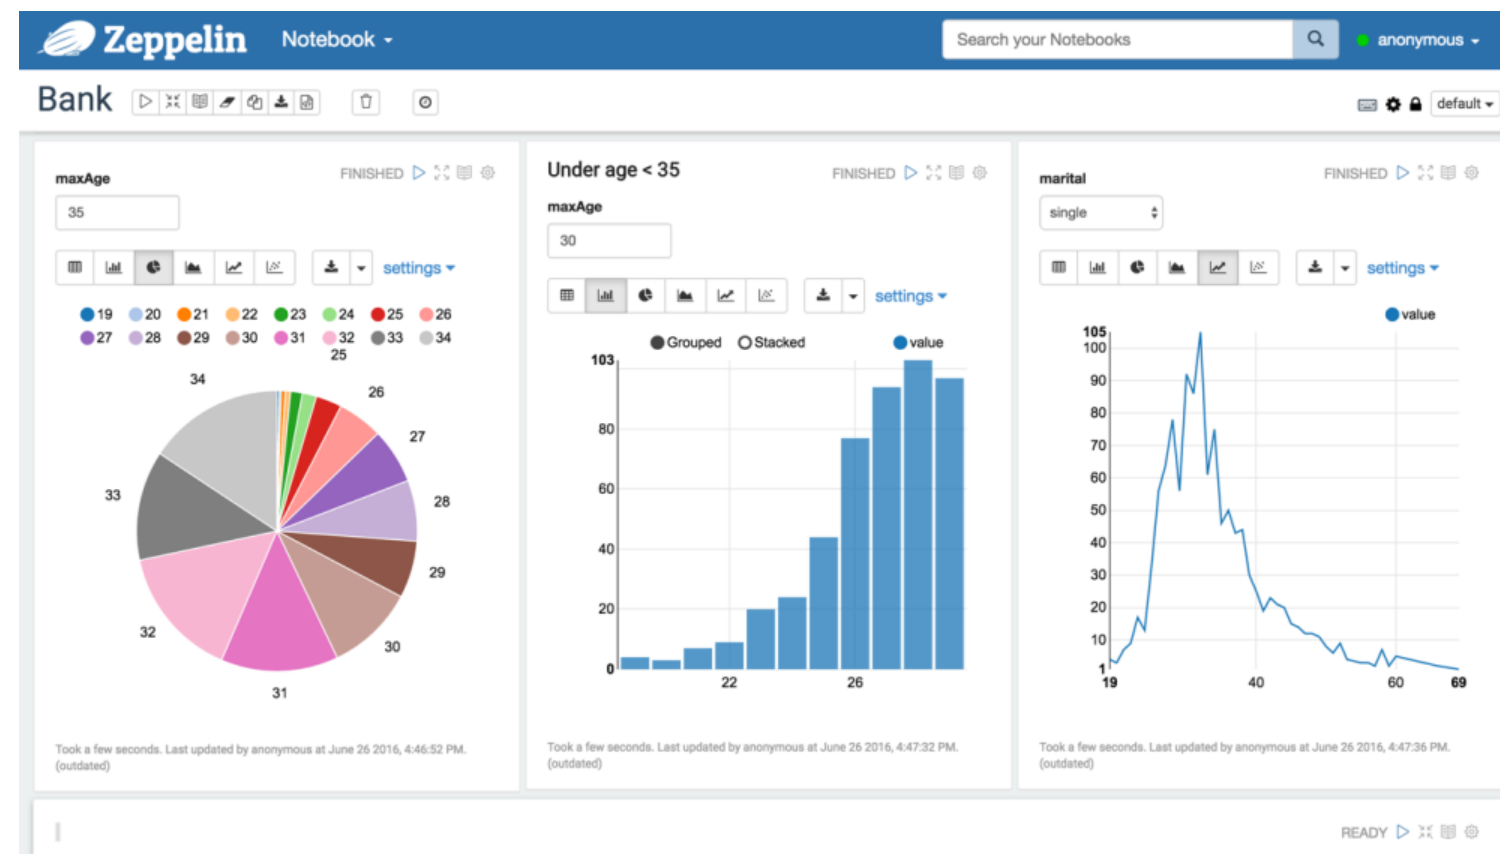 Zeppelin Notebook Search your Notebooks anonymous
Bank default
maxAge FINISHED
35
settings
19 20 21 22 23 24 25 26
27 28 29 30 31 32 33 34
25
34
26
27
33
28
29
32
30
31
Took a few seconds. Last updated by anonymous at June 26 2016, 4:46:52 PM.
(outdated)
Under age < 35 FINISHED
maxAge
30
settings
Grouped Stacked value
103
80
60
40
20
0
22 26
Took a few seconds. Last updated by anonymous at June 26 2016, 4:47:32 PM.
(outdated)
marital FINISHED
single
settings
value
105
100
90
80
70
60
50
40
30
20
10
1
19 40 60 69
Took a few seconds. Last updated by anonymous at June 26 2016, 4:47:36 PM.
(outdated)
READY